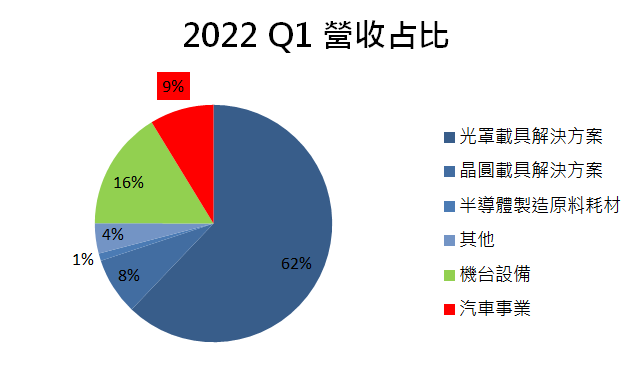 2022 Q1 營收占比
9%
16%
4%
1%
8%
62%
光罩載具解決方案
晶圓載具解決方案
半導體製造原料耗材
其他
機台設備
汽車事業